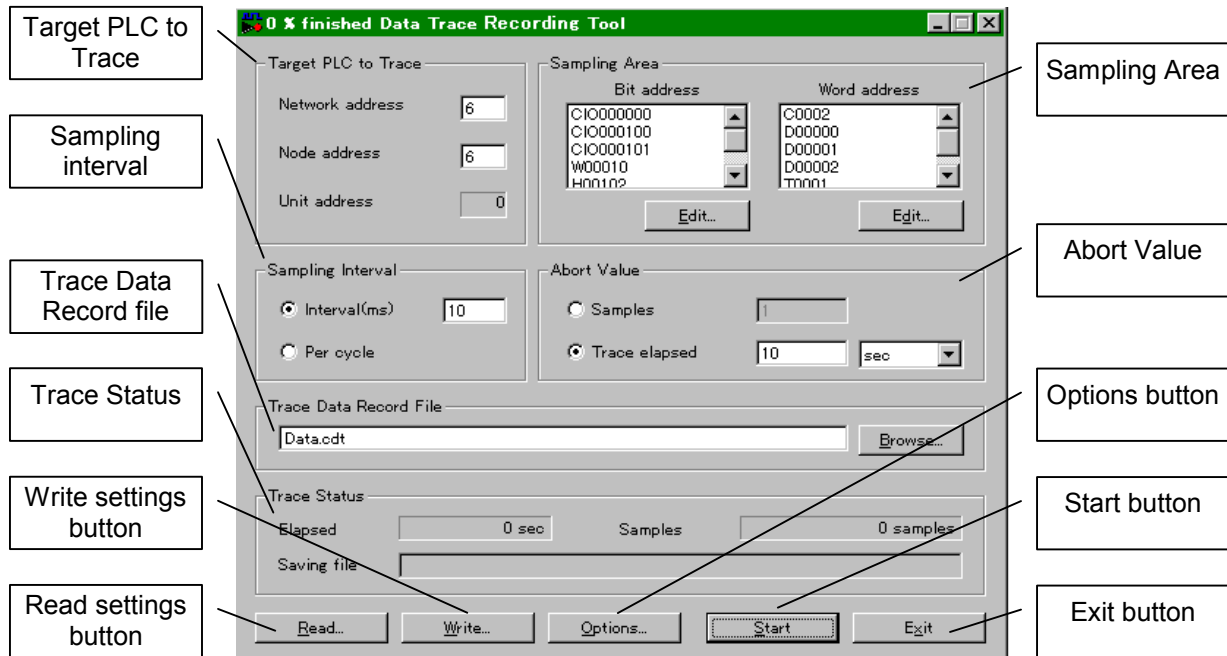 Target PLC to
Trace
Sampling
interval
Trace Data
Record file
Trace Status
Write settings
button
Read settings
button
0 % finished Data Trace Recording Tool
Target PLC to Trace
Network address 6
Node address 6
Unit address 0
Sampling Area
Bit address
CIO000000
CIO000100
CIO000101
W00010
H00102
Edit...
Word address
C0002
D00000
D00001
D00002
T0001
Edit...
Sampling Interval
Interval(ms) 10
Per cycle
Abort Value
Samples 1
Trace elapsed 10 sec
Trace Data Record File
Data.cdt Browse...
Trace Status
Elapsed 0 sec Samples 0 samples
Saving file
Read... Write... Options... Start Exit
Sampling Area
Abort Value
Options button
Start button
Exit button